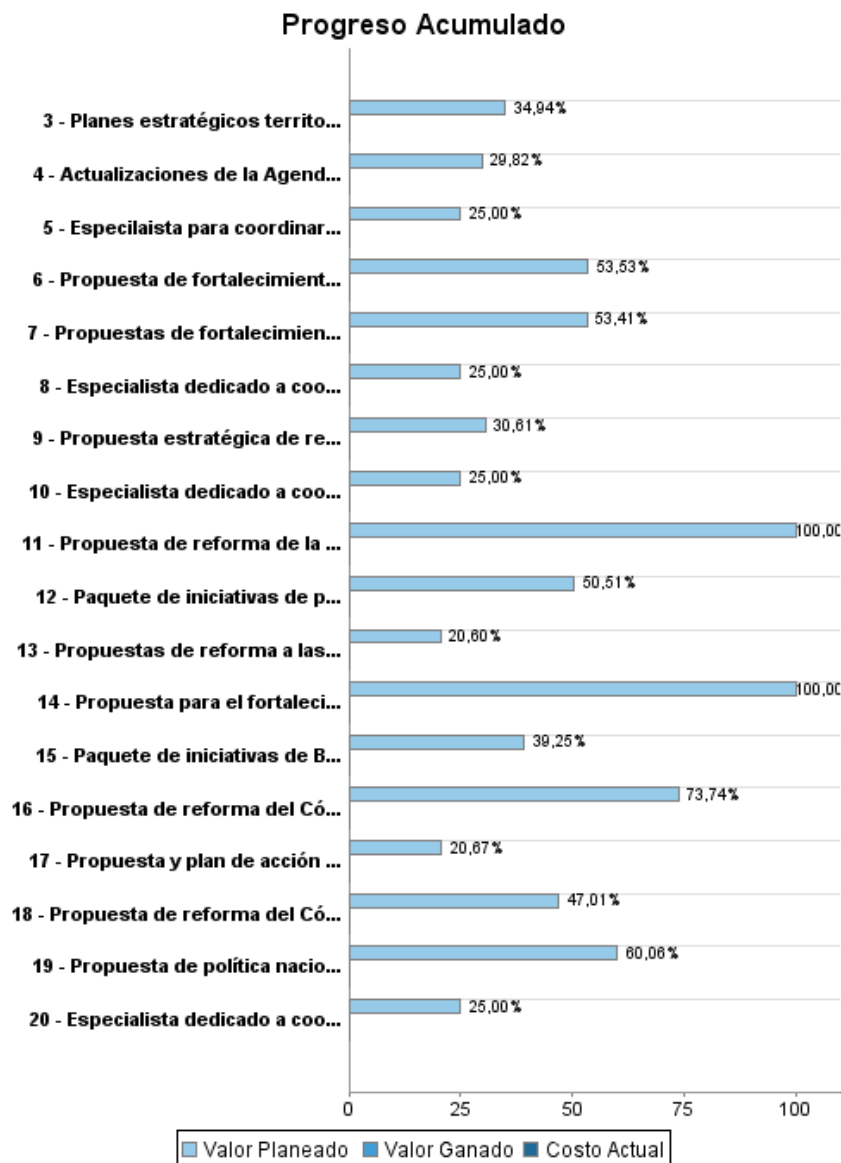 Progreso Acumulado
3 - Planes estratégicos territo... 34,94%
4 - Actualizaciones de la Agend... 29,82%
5 - Especilaista para coordinar... 25,00%
6 - Propuesta de fortalecimient... 53,53%
7 - Propuestas de fortalecimien... 53,41%
8 - Especialista dedicado a coo... 25,00%
9 - Propuesta estratégica de re... 30,61%
10 - Especialista dedicado a coo... 25,00%
11 - Propuesta de reforma de la ... 100,00
12 - Paquete de iniciativas de p... 50,51%
13 - Propuestas de reforma a las... 20,60%
14 - Propuesta para el fortaleci... 100,00
15 - Paquete de iniciativas de B... 39,25%
16 - Propuesta de reforma del Có... 73,74%
17 - Propuesta y plan de acción ... 20,67%
18 - Propuesta de reforma del Có... 47,01%
19 - Propuesta de política nacio... 60,06%
20 - Especialista dedicado a coo... 25,00%
0 25 50 75 100
Valor Planeado Valor Ganado Costo Actual